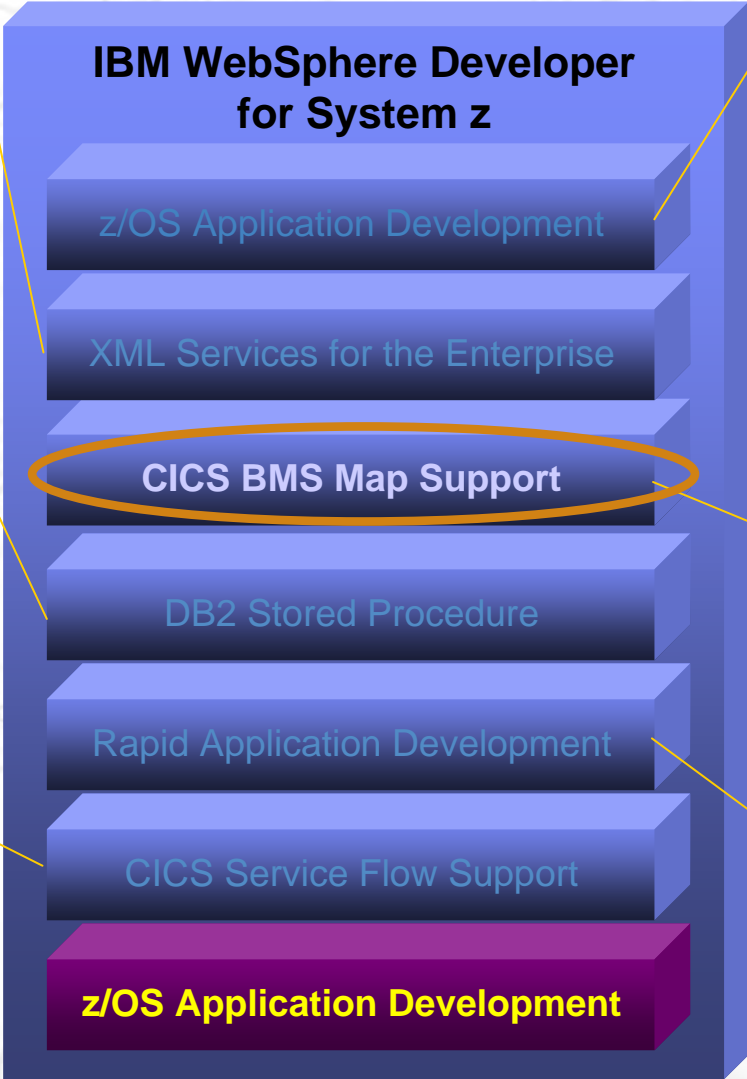 IBM WebSphere Developer
for System z
z/OS Application Development
XML Services for the Enterprise
CICS BMS Map Support
DB2 Stored Procedure
Rapid Application Development
CICS Service Flow Support
z/OS Application Development